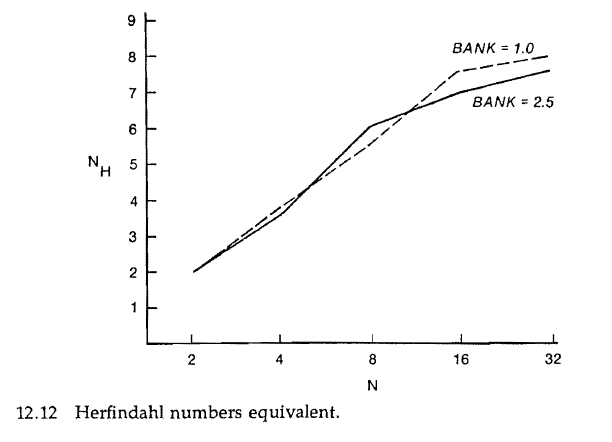 9
8
BANK = 1.0
7
BANK = 2.5
6
N_H
5
4
3
2
1
2 4 8 16 32
N
12.12 Herfindahl numbers equivalent.